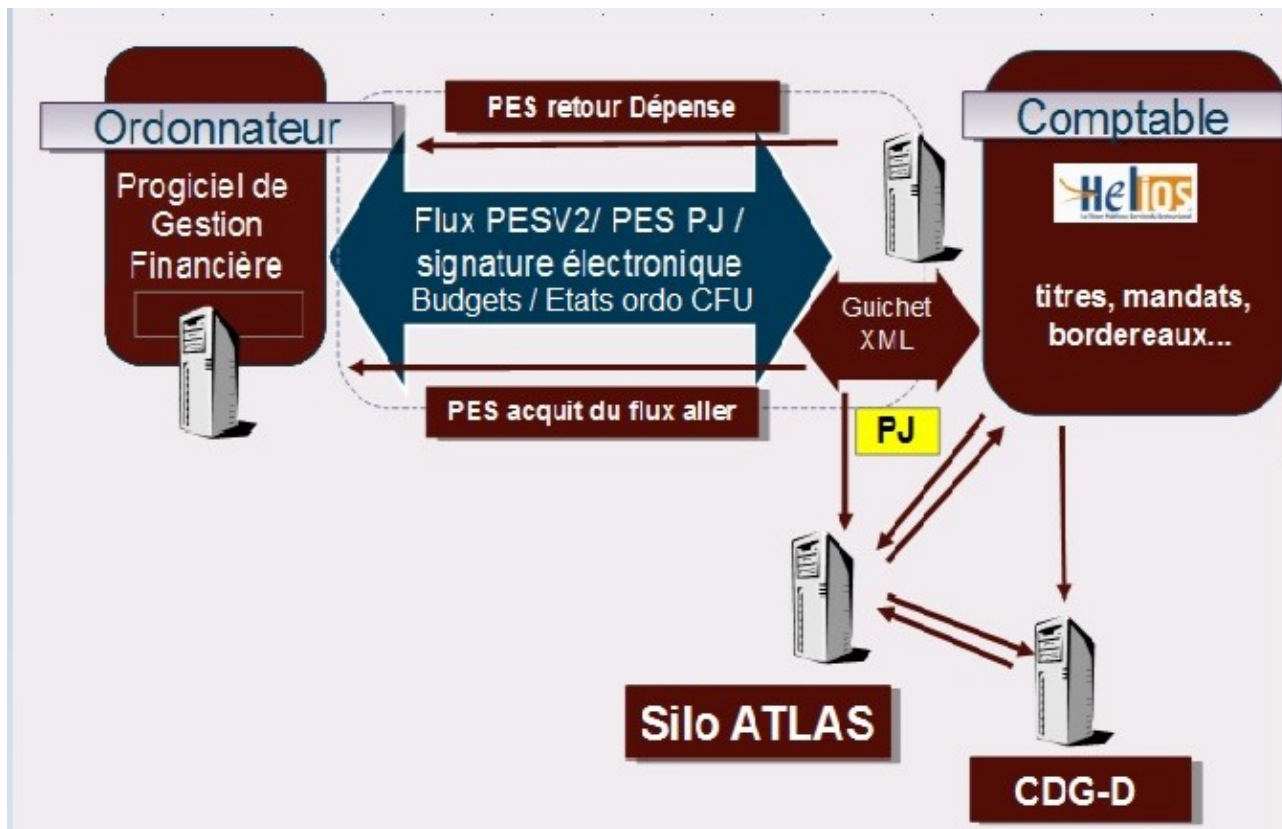 PES retour Dépense
Ordonnateur
Progiciel de
Gestion
Financière
Flux PESV2/ PES PJ /
signature électronique
Budgets / Etats ordo CFU
PES acquit du flux aller
Guichet
XML
PJ
Comptable
Helios
titres, mandats,
bordereaux...
Silo ATLAS
CDG-D